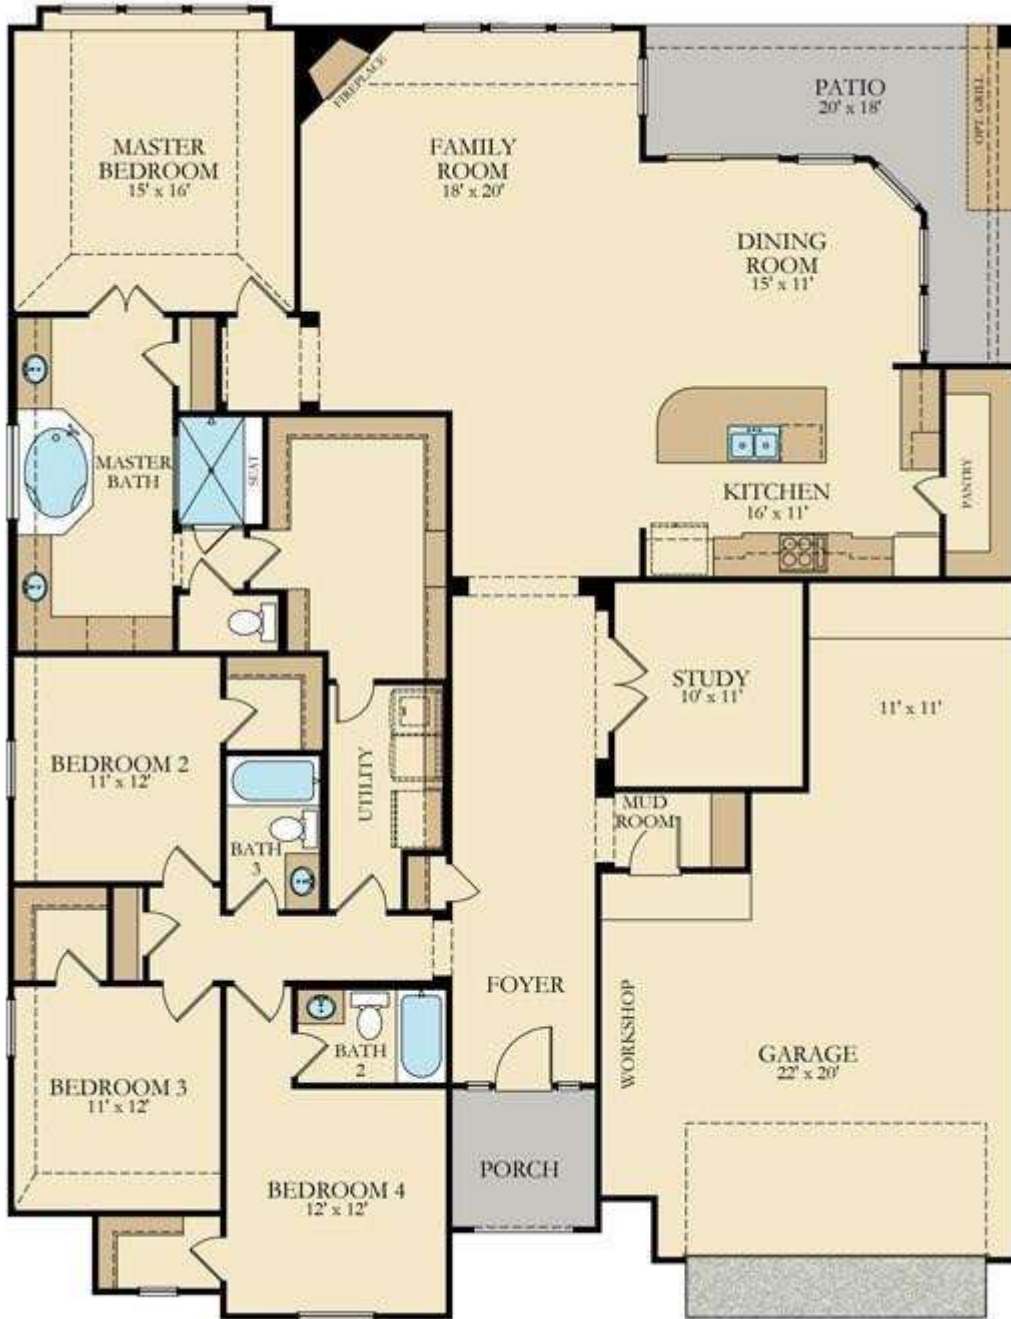 FIREPLACE
PATIO
20' x 18'
OPT. GRILL
MASTER
BEDROOM
15' x 16'
FAMILY
ROOM
18' x 20'
DINING
ROOM
15' x 11'
MASTER
BATH
SEAT
KITCHEN
16' x 11'
PANTRY
STUDY
10' x 11'
11' x 11'
BEDROOM 2
11' x 12'
UTILITY
MUD
ROOM
BATH
3
FOYER
WORKSHOP
BATH
2
GARAGE
22' x 20'
BEDROOM 3
11' x 12'
PORCH
BEDROOM 4
12' x 12'